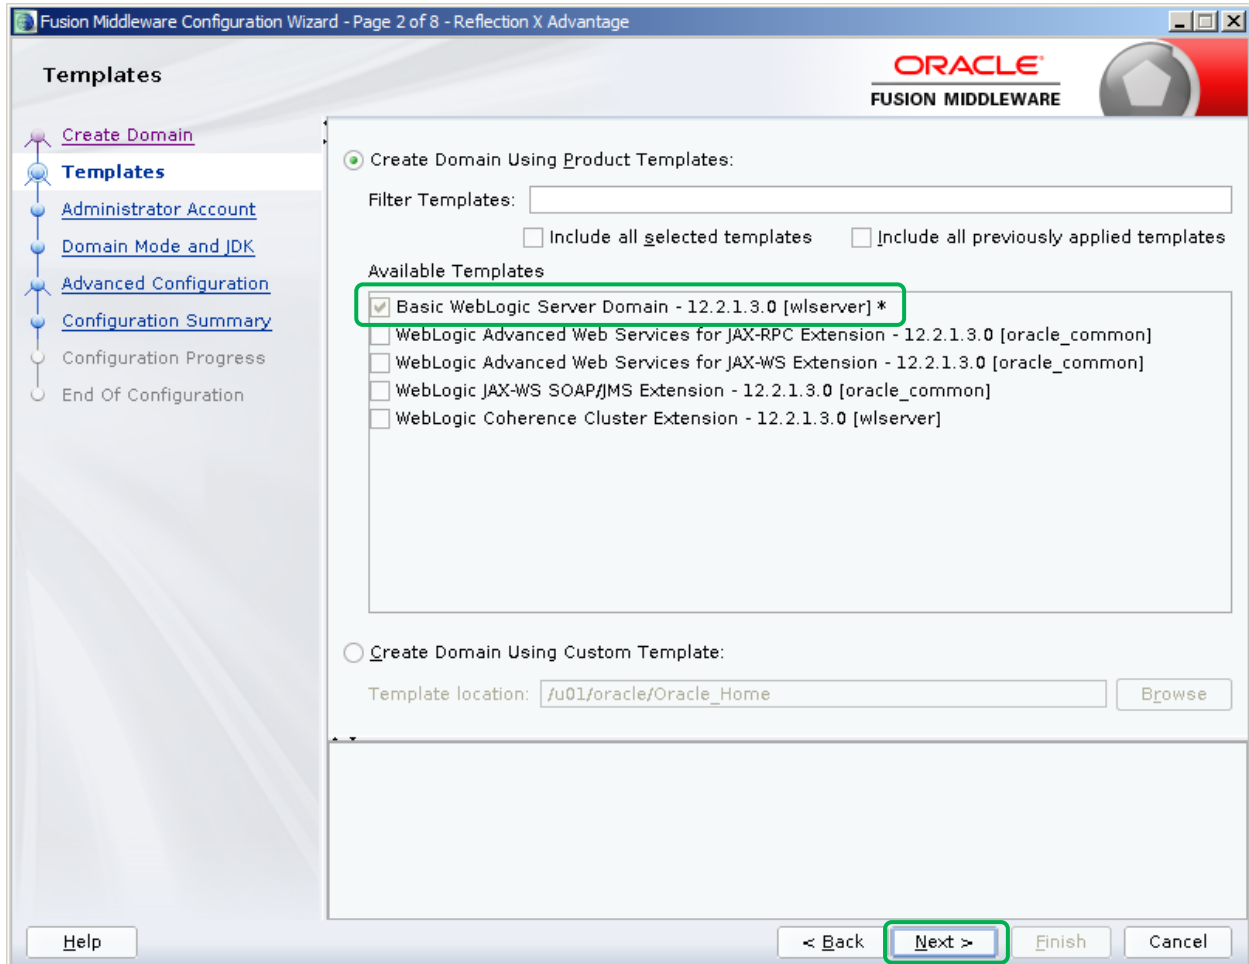 Fusion Middleware Configuration Wizard - Page 2 of 8 - Reflection X Advantage
Templates
ORACLE
FUSION MIDDLEWARE
Create Domain
Templates
Administrator Account
Domain Mode and JDK
Advanced Configuration
Configuration Summary
Configuration Progress
End Of Configuration
Create Domain Using Product Templates:
Filter Templates:
Include all selected templates
Include all previously applied templates
Available Templates
Basic WebLogic Server Domain - 12.2.1.3.0 [wlserver] *
WebLogic Advanced Web Services for JAX-RPC Extension - 12.2.1.3.0 [oracle_common]
WebLogic Advanced Web Services for JAX-WS Extension - 12.2.1.3.0 [oracle_common]
WebLogic JAX-WS SOAP/JMS Extension - 12.2.1.3.0 [oracle_common]
WebLogic Coherence Cluster Extension - 12.2.1.3.0 [wlserver]
Create Domain Using Custom Template:
Template location: /u01/oracle/Oracle_Home Browse
Help < Back Next > Finish Cancel